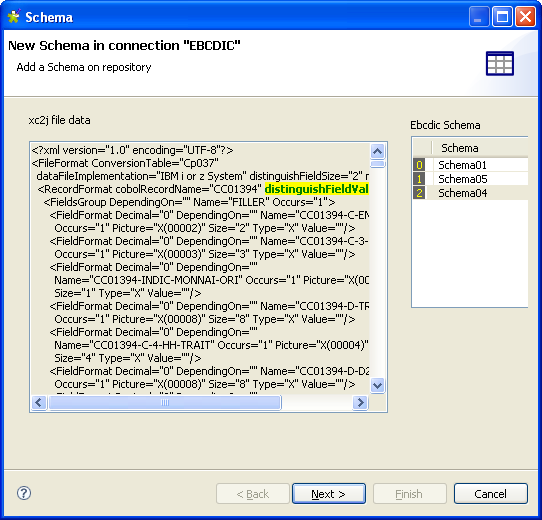 Schema
New Schema in connection "EBCDIC"
Add a Schema on repository
xc2j file data
<?xml version="1.0" encoding="UTF-8"?>
<FileFormat ConversionTable="Cp037"
dataFileImplementation="IBM i or z System" distinguishFieldSize="2"
<RecordFormat cobolRecordName="CC01394" distinguishFieldVal
<FieldsGroup DependingOn="" Name="FILLER" Occurs="1">
<FieldFormat Decimal="0" DependingOn="" Name="CC01394-C-EN
Occurs="1" Picture="X(00002)" Size="2" Type="X" Value=""/>
<FieldFormat Decimal="0" DependingOn="" Name="CC01394-C-3-
Occurs="1" Picture="X(00003)" Size="3" Type="X" Value=""/>
<FieldFormat Decimal="0" DependingOn=""
Name="CC01394-INDIC-MONNAI-ORI" Occurs="1" Picture="X(00
Size="1" Type="X" Value=""/>
<FieldFormat Decimal="0" DependingOn="" Name="CC01394-D-TR
Occurs="1" Picture="X(00008)" Size="8" Type="X" Value=""/>
<FieldFormat Decimal="0" DependingOn=""
Name="CC01394-C-4-HH-TRAIT" Occurs="1" Picture="X(00004)"
Size="4" Type="X" Value=""/>
<FieldFormat Decimal="0" DependingOn="" Name="CC01394-D-D2
Occurs="1" Picture="X(00008)" Size="8" Type="X" Value=""/>
Ebcdic Schema
Schema
0 Schema01
1 Schema05
2 Schema04
?
< Back
Next >
Finish
Cancel